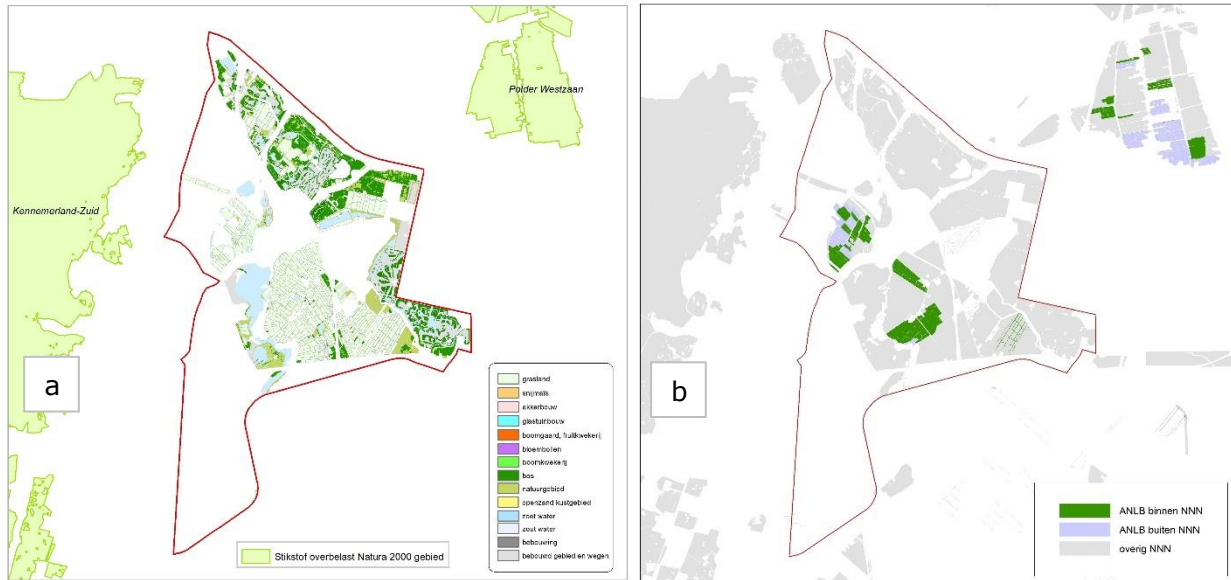 Polder Westzaan
Kennemerland-Zuid
a
grasland
snijmaïs
akkerbouw
glastuinbouw
boomgaard, fruitkwekerij
bloembollen
boomkwekerij
bos
natuurgebied
openzand kustgebied
zoet water
zout water
bebouwing
bebouwd gebied en wegen
Stikstof overbelast Natura 2000 gebied
b
ANLB binnen NNN
ANLB buiten NNN
overig NNN